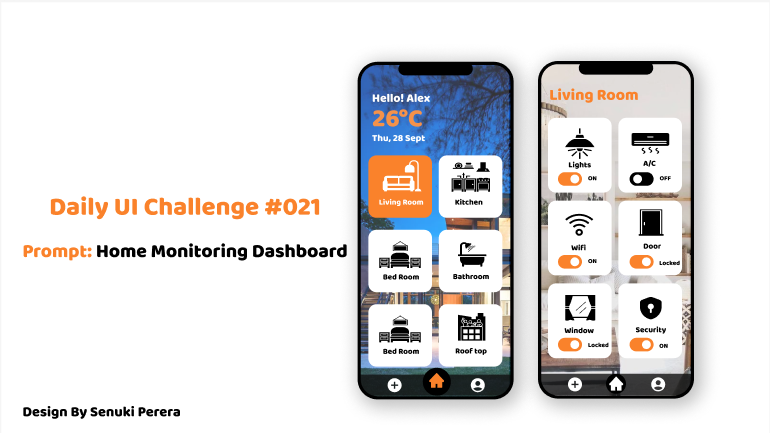 Daily UI Challenge #021
Prompt: Home Monitoring Dashboard
Design By Senuki Perera
Hello! Alex
26°C
Thu, 28 Sept
Living Room
Kitchen
Bed Room
Bathroom
Bed Room
Roof top
Living Room
Lights
ON
A/C
OFF
Wifi
ON
Door
Locked
Window
Locked
Security
ON